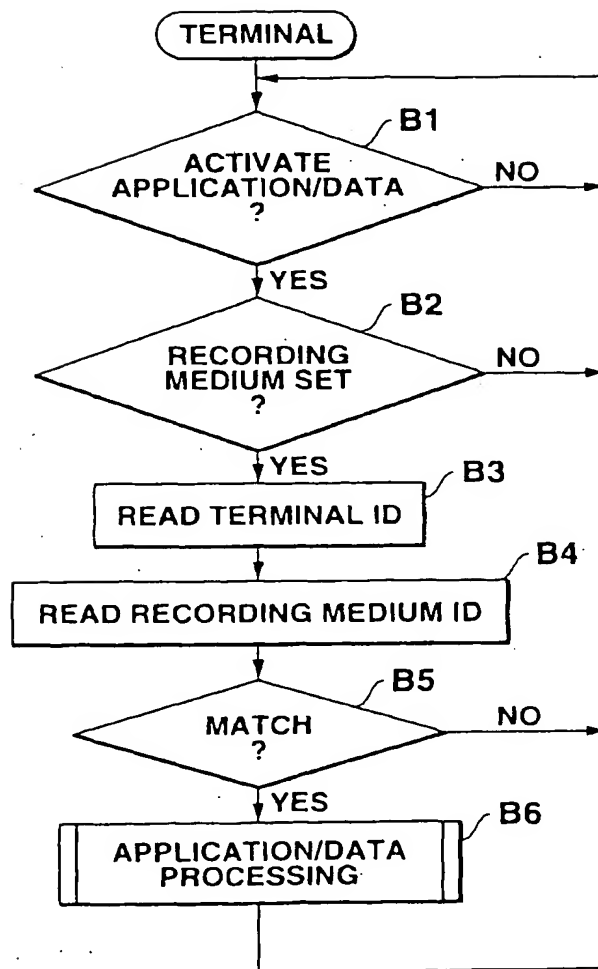 TERMINAL
B1
ACTIVATE
APPLICATION/DATA
?
NO
YES
B2
RECORDING
MEDIUM SET
?
NO
YES
B3
READ TERMINAL ID
B4
READ RECORDING MEDIUM ID
B5
MATCH
?
NO
YES
B6
APPLICATION/DATA
PROCESSING